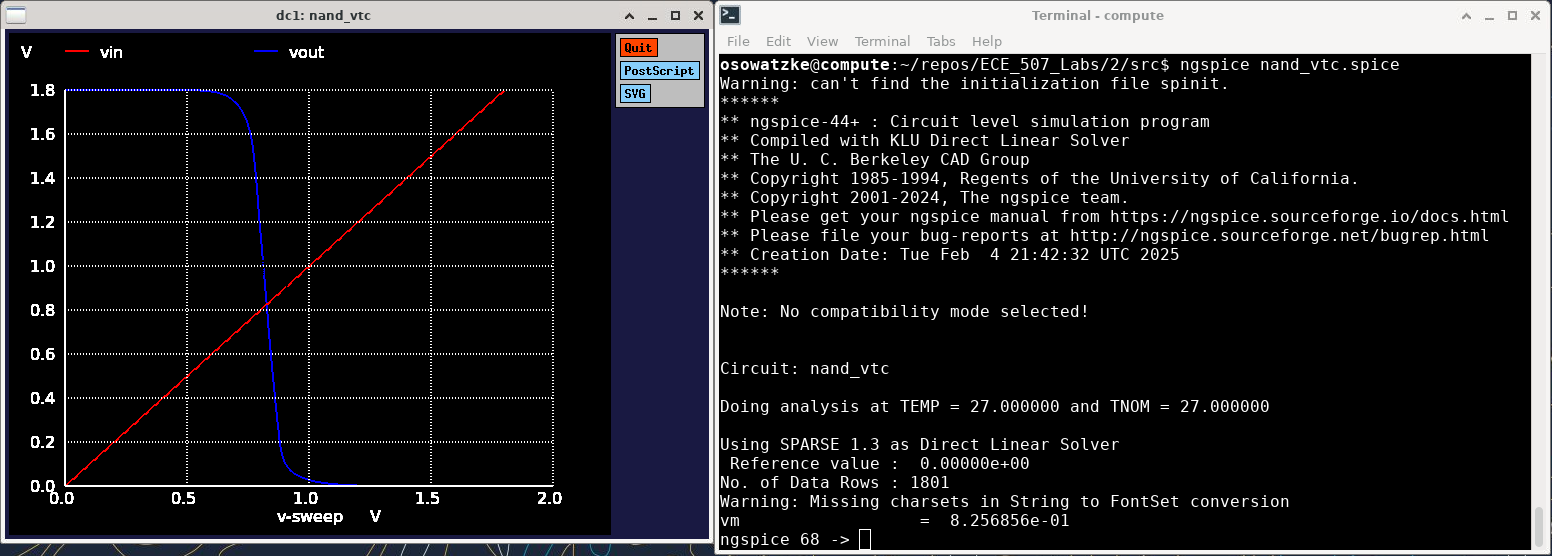 dc1: nand_vtc
V vin vout
Quit
PostScript
SVG
1.8
1.6
1.4
1.2
1.0
0.8
0.6
0.4
0.2
0.0
0.0 0.5 1.0 1.5 2.0
v-sweep V
Terminal - compute
File Edit View Terminal Tabs Help
osowatzke@compute:~/repos/ECE_507_Labs/2/src$ ngspice nand_vtc.spice
Warning: can't find the initialization file spinit.
******
** ngspice-44+ : Circuit level simulation program
** Compiled with KLU Direct Linear Solver
** The U. C. Berkeley CAD Group
** Copyright 1985-1994, Regents of the University of California.
** Copyright 2001-2024, The ngspice team.
** Please get your ngspice manual from https://ngspice.sourceforge.io/docs.html
** Please file your bug-reports at http://ngspice.sourceforge.net/bugrep.html
** Creation Date: Tue Feb  4 21:42:32 UTC 2025
******
Note: No compatibility mode selected!
Circuit: nand_vtc
Doing analysis at TEMP = 27.000000 and TNOM = 27.000000
Using SPARSE 1.3 as Direct Linear Solver
Reference value :  0.00000e+00
No. of Data Rows : 1801
Warning: Missing charsets in String to FontSet conversion
vm                  =  8.256856e-01
ngspice 68 ->